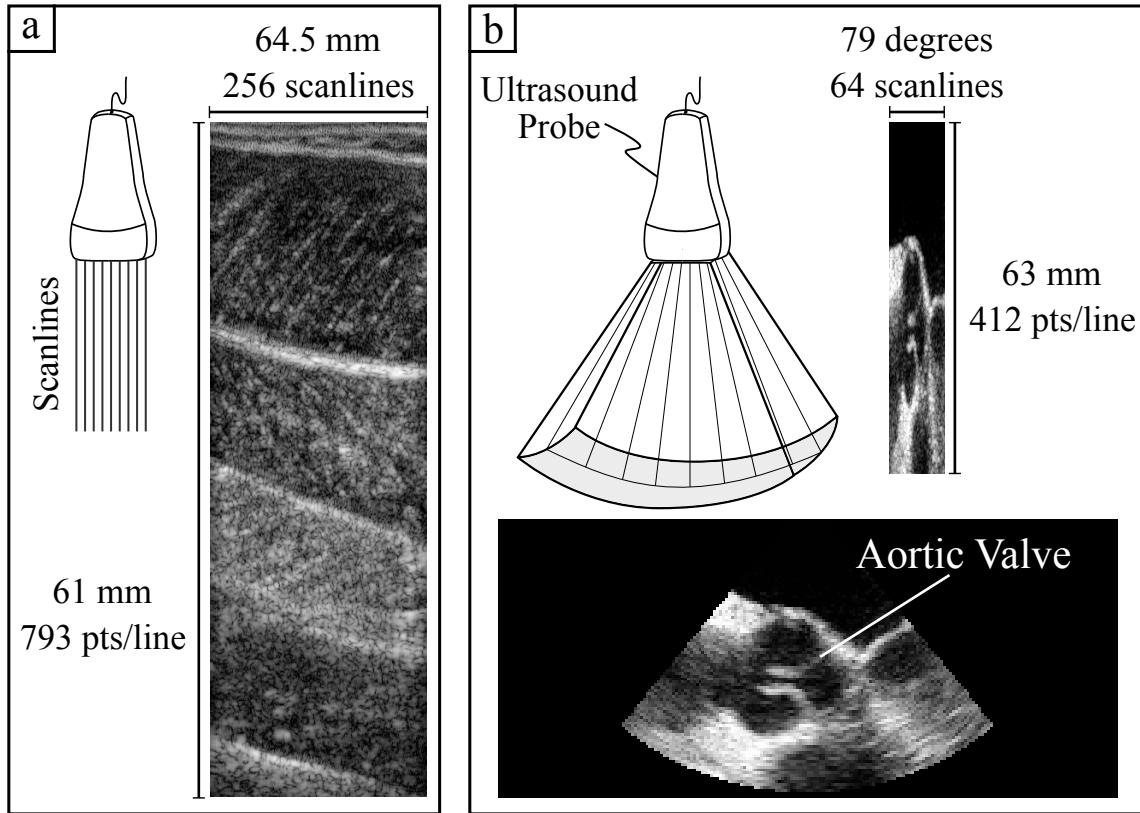 a
64.5 mm
256 scanlines
Scanlines
61 mm
793 pts/line
b
79 degrees
64 scanlines
Ultrasound
Probe
63 mm
412 pts/line
Aortic Valve